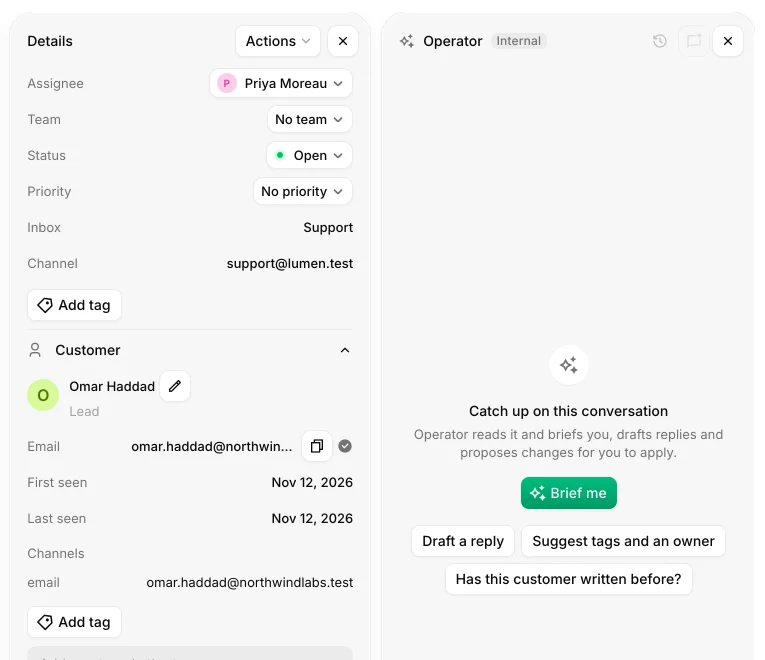 Details
Actions
Assignee
P
Priya Moreau
Team
No team
Status
Open
Priority
No priority
Inbox
Support
Channel
support@lumen.test
Add tag
Customer
O
Omar Haddad
Lead
Email
omar.haddad@northwin...
First seen
Nov 12, 2026
Last seen
Nov 12, 2026
Channels
email
omar.haddad@northwindlabs.test
Add tag
Operator
Internal
Catch up on this conversation
Operator reads it and briefs you, drafts replies and
proposes changes for you to apply.
Brief me
Draft a reply
Suggest tags and an owner
Has this customer written before?